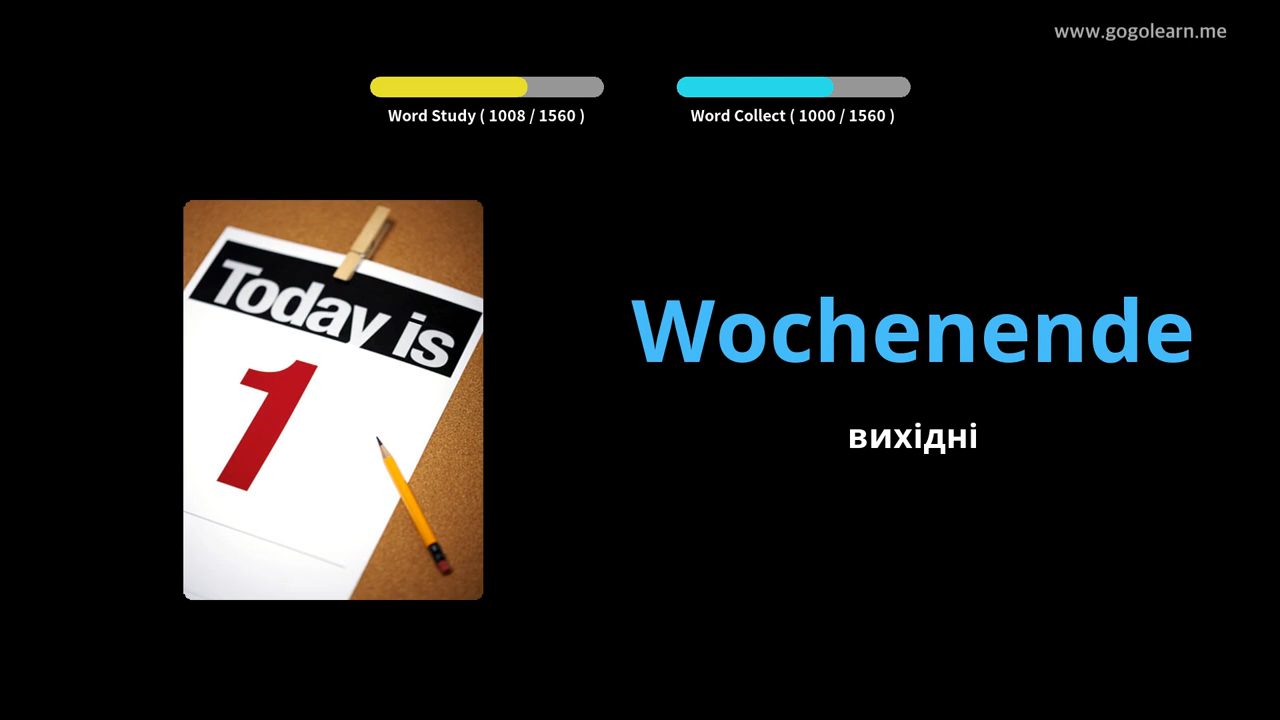 www.gogolearn.me
Word Study ( 1008 / 1560 )
Word Collect ( 1000 / 1560 )
Today is
1
Wochenende
вихідні